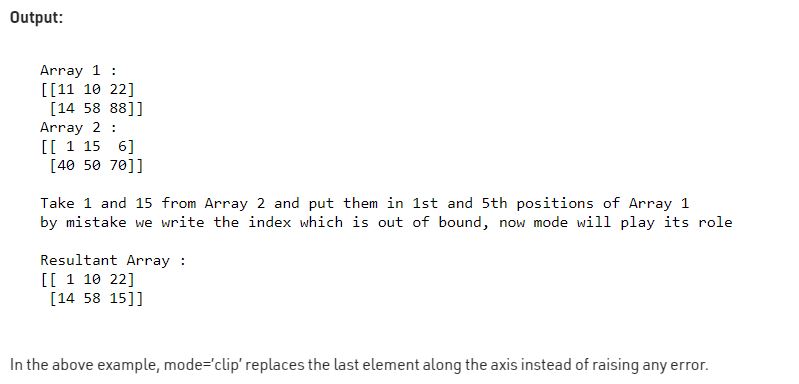 Output:
Array 1 :
[[11 10 22]
 [14 58 88]]
Array 2 :
[[ 1 15  6]
 [40 50 70]]
Take 1 and 15 from Array 2 and put them in 1st and 5th positions of Array 1
by mistake we write the index which is out of bound, now mode will play its role
Resultant Array :
[[ 1 10 22]
 [14 58 15]]
In the above example, mode='clip' replaces the last element along the axis instead of raising any error.